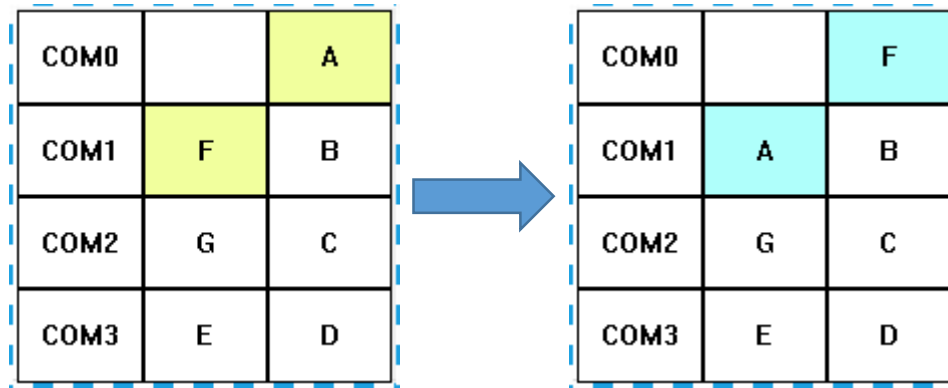 COM0 A
COM1 F B
COM2 G C
COM3 E D
COM0 F
COM1 A B
COM2 G C
COM3 E D